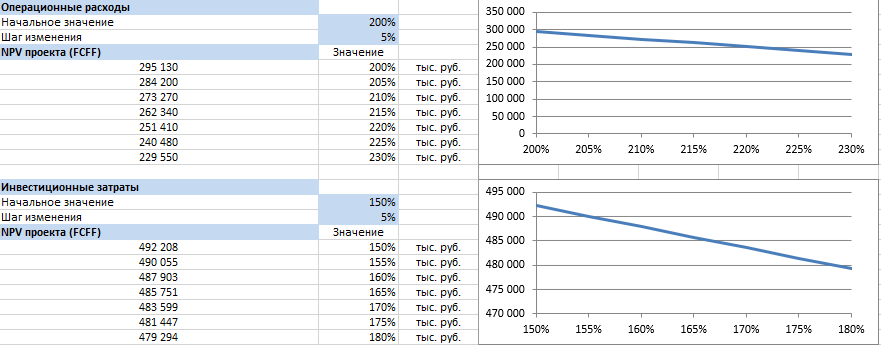 Операционные расходы
Начальное значение 200%
Шаг изменения 5%
NPV проекта (FCFF) Значение
295 130 200% тыс. руб.
284 200 205% тыс. руб.
273 270 210% тыс. руб.
262 340 215% тыс. руб.
251 410 220% тыс. руб.
240 480 225% тыс. руб.
229 550 230% тыс. руб.
350 000
300 000
250 000
200 000
150 000
100 000
50 000
0
200% 205% 210% 215% 220% 225% 230%
Инвестиционные затраты
Начальное значение 150%
Шаг изменения 5%
NPV проекта (FCFF) Значение
492 208 150% тыс. руб.
490 055 155% тыс. руб.
487 903 160% тыс. руб.
485 751 165% тыс. руб.
483 599 170% тыс. руб.
481 447 175% тыс. руб.
479 294 180% тыс. руб.
495 000
490 000
485 000
480 000
475 000
470 000
150% 155% 160% 165% 170% 175% 180%